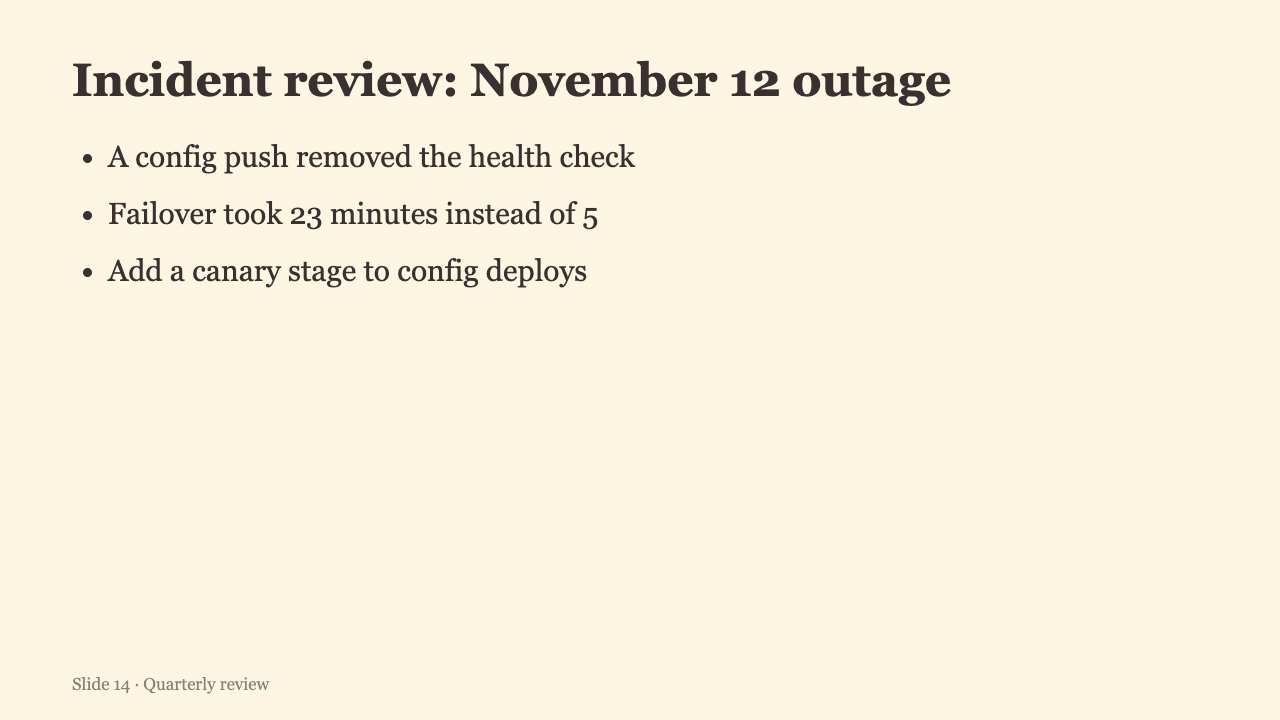 Incident review: November 12 outage
• A config push removed the health check
• Failover took 23 minutes instead of 5
• Add a canary stage to config deploys
Slide 14 · Quarterly review